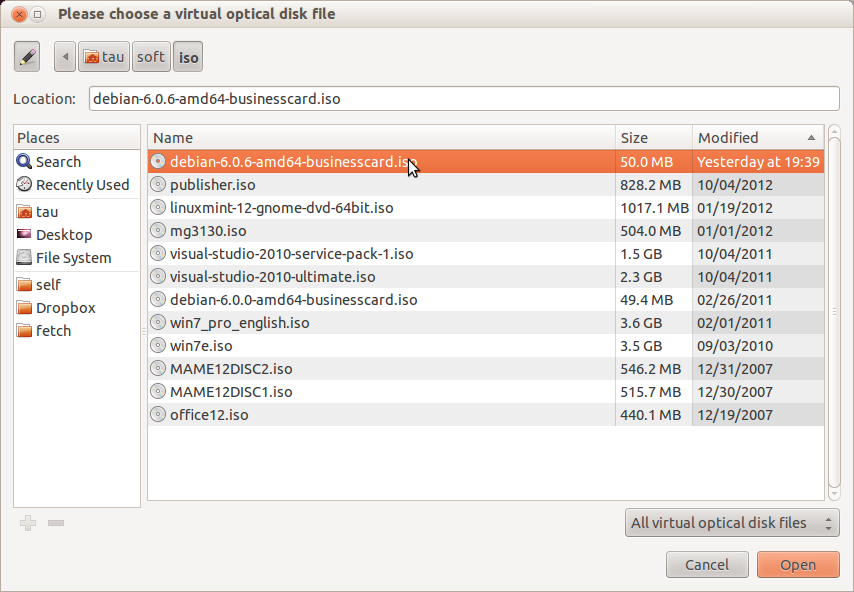 Please choose a virtual optical disk file
tau soft iso
Location: debian-6.0.6-amd64-businesscard.iso
Places
Search
Recently Used
tau
Desktop
File System
self
Dropbox
fetch
Name Size Modified
debian-6.0.6-amd64-businesscard.iso 50.0 MB Yesterday at 19:39
publisher.iso 828.2 MB 10/04/2012
linuxmint-12-gnome-dvd-64bit.iso 1017.1 MB 01/19/2012
mg3130.iso 504.0 MB 01/01/2012
visual-studio-2010-service-pack-1.iso 1.5 GB 10/04/2011
visual-studio-2010-ultimate.iso 2.3 GB 10/04/2011
debian-6.0.0-amd64-businesscard.iso 49.4 MB 02/26/2011
win7_pro_english.iso 3.6 GB 02/01/2011
win7e.iso 3.5 GB 09/03/2010
MAME12DISC2.iso 546.2 MB 12/31/2007
MAME12DISC1.iso 515.7 MB 12/30/2007
office12.iso 440.1 MB 12/19/2007
All virtual optical disk files
Cancel Open